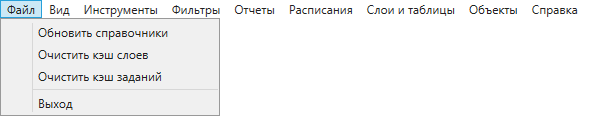 Файл Вид Инструменты Фильтры Отчеты Расписания Слои и таблицы Объекты Справка
Обновить справочники
Очистить кэш слоев
Очистить кэш заданий
Выход